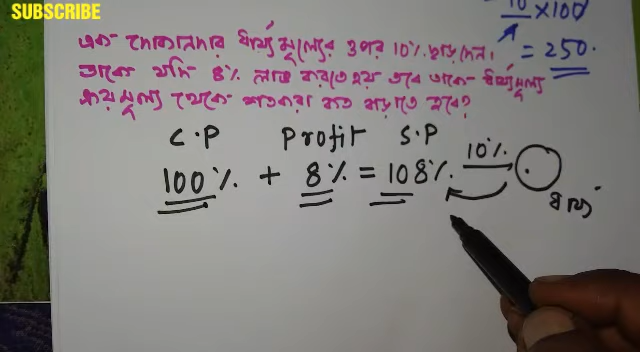 SUBSCRIBE
10 × 100
= 250.
এক দোকানদার ধার্য্য মূল্যের ওপর 10% ছাড় দেন।
তাকে যদি 8% লাভ করতে হয় তবে তাকে ধার্য্যমূল্য
ক্রয়মূল্য থেকে শতকরা কত বাড়াতে হবে?
C.P Profit S.P
100% + 8% = 108% 10%
ধার্য্য